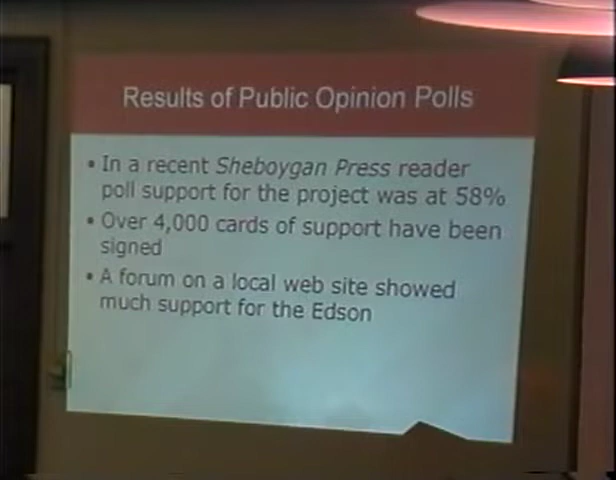 Results of Public Opinion Polls
• In a recent Sheboygan Press reader
poll support for the project was at 58%
• Over 4,000 cards of support have been
signed
• A forum on a local web site showed
much support for the Edson